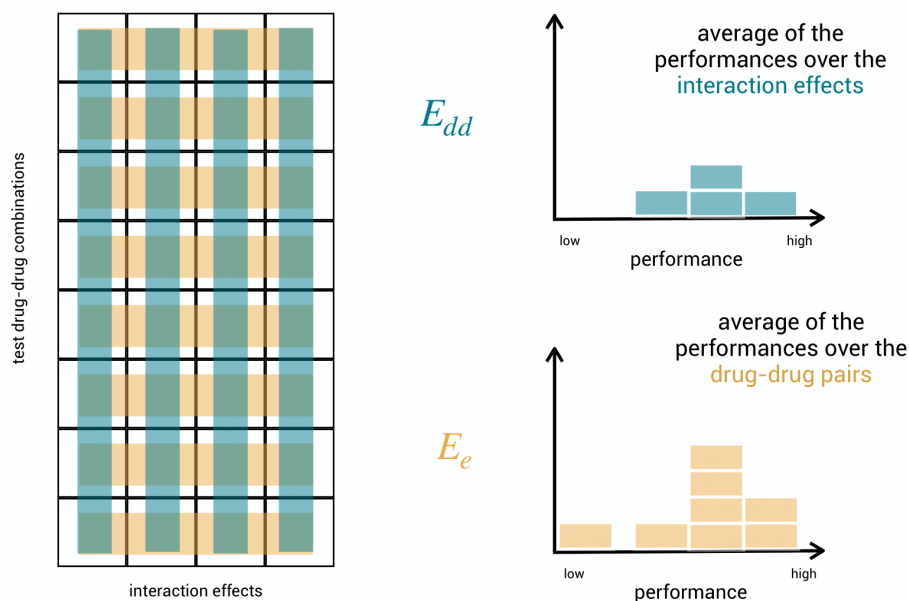 test drug-drug combinations
interaction effects
E_dd
average of the
performances over the
interaction effects
low
high
performance
E_e
average of the
performances over the
drug-drug pairs
low
high
performance